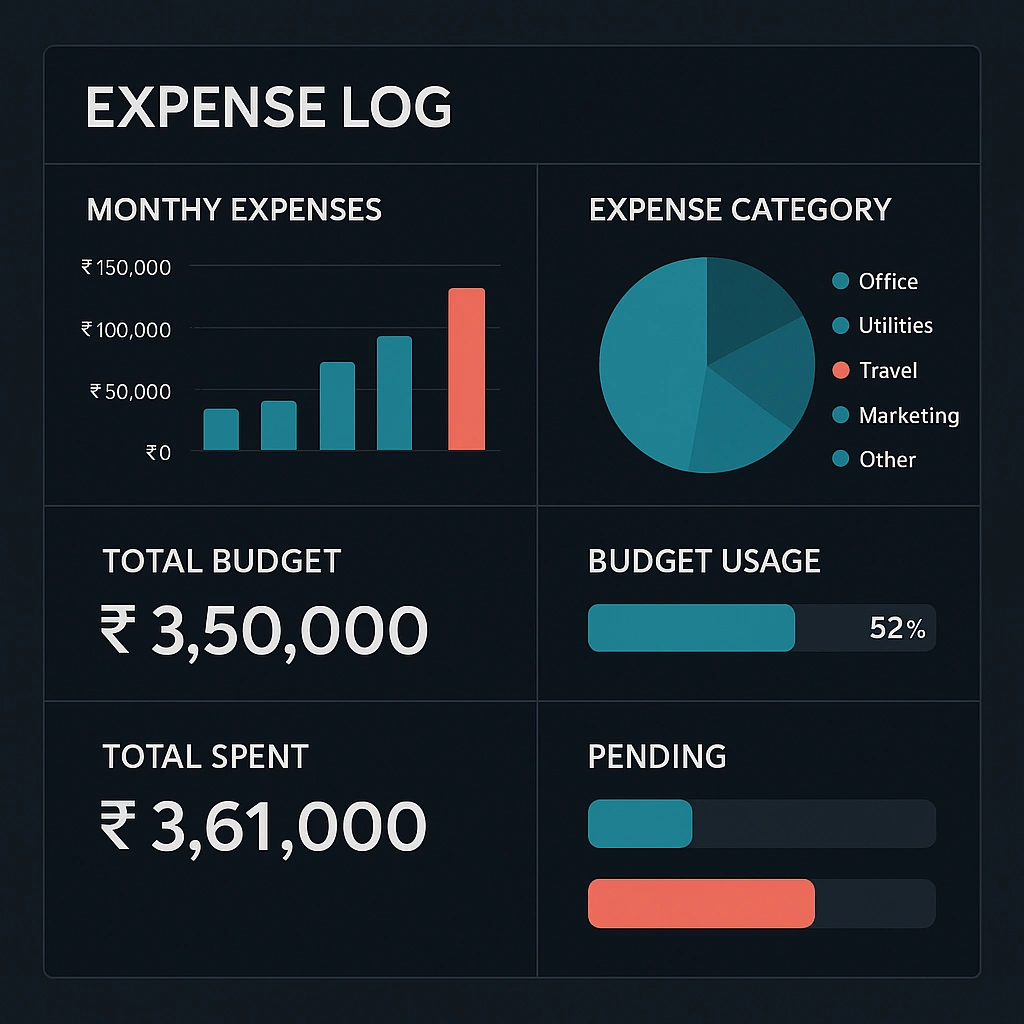 EXPENSE LOG
MONTHY EXPENSES
₹150,000
₹100,000
₹50,000
₹0
EXPENSE CATEGORY
Office
Utilities
Travel
Marketing
Other
TOTAL BUDGET
₹ 3,50,000
BUDGET USAGE
52%
TOTAL SPENT
₹ 3,61,000
PENDING